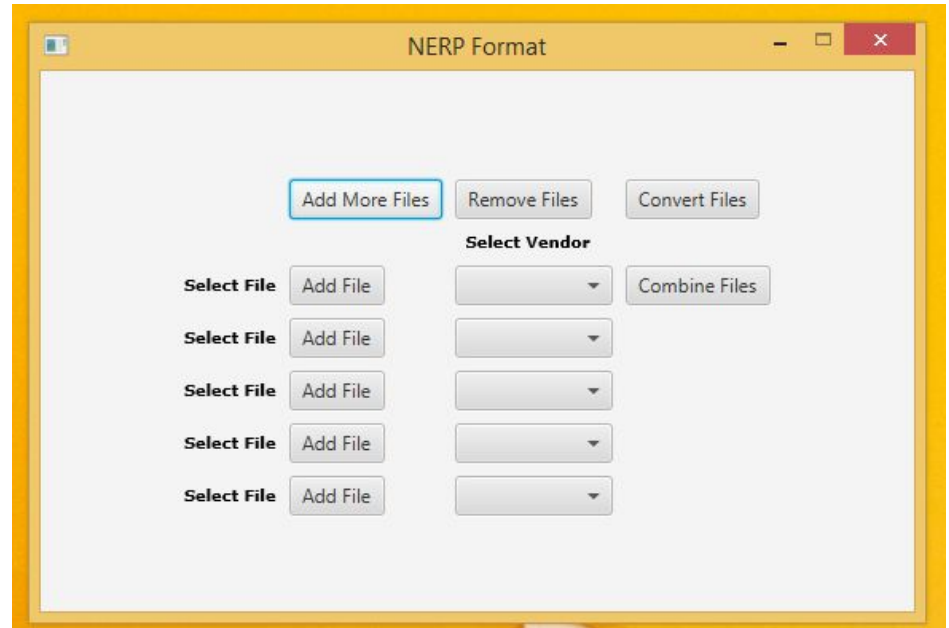 NERP Format
Add More Files Remove Files Convert Files
Select Vendor
Select File Add File Combine Files
Select File Add File
Select File Add File
Select File Add File
Select File Add File